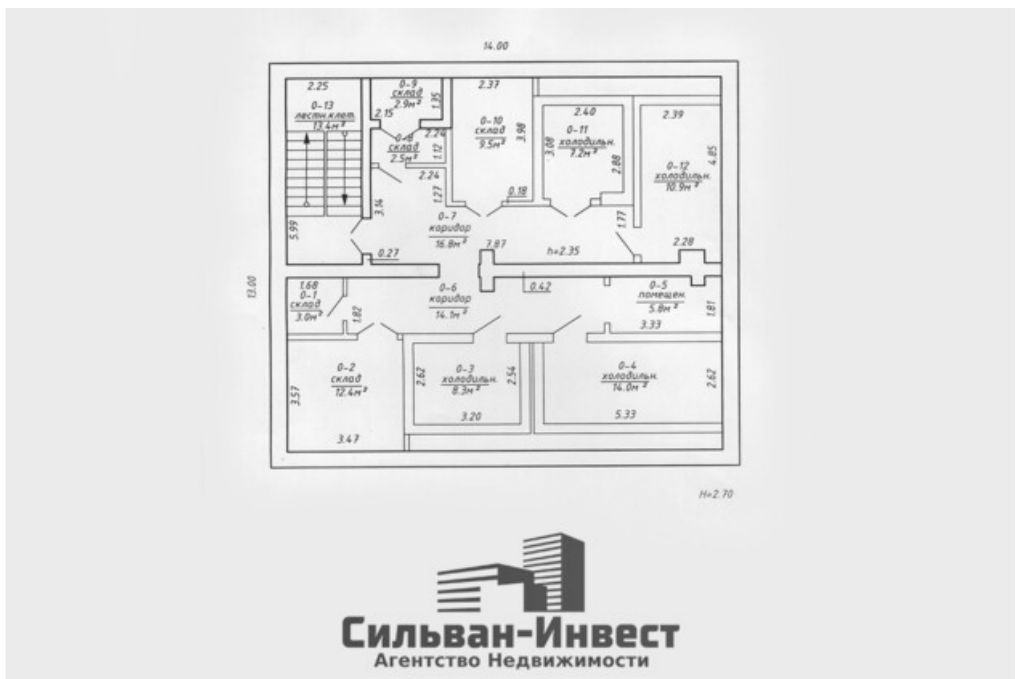 14.00
2.25
0-13
лестн.клет.
13.4м²
0-9
склад
2.9м²
1.35
2.15
0-8
склад
2.5м²
2.24
1.12
2.24
1.27
2.37
0-10
склад
9.5м²
3.98
0.18
2.40
3.08
0-11
холодильн.
7.2м²
2.88
2.39
4.85
0-12
холодильн.
10.9м²
5.99
3.14
0.27
0-7
коридор
16.8м²
7.87
h=2.35
1.77
2.28
13.00
1.68
0-1
склад
3.0м²
1.82
0-6
коридор
14.1м²
0.42
0-5
помещен.
5.8м²
1.81
3.33
0-2
склад
12.4м²
3.57
3.47
2.62
0-3
холодильн.
8.3м²
2.54
3.20
0-4
холодильн.
14.0м²
2.62
5.33
H=2.70
Сильван-Инвест
Агентство Недвижимости